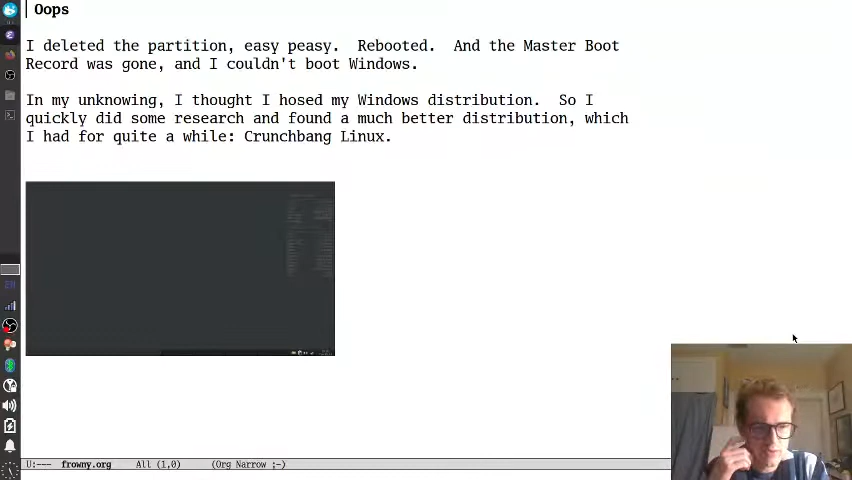 Oops
I deleted the partition, easy peasy. Rebooted. And the Master Boot
Record was gone, and I couldn't boot Windows.
In my unknowing, I thought I hosed my Windows distribution. So I
quickly did some research and found a much better distribution, which
I had for quite a while: Crunchbang Linux.
EN
U:--- frowny.org All (1,0) (Org Narrow ;-)